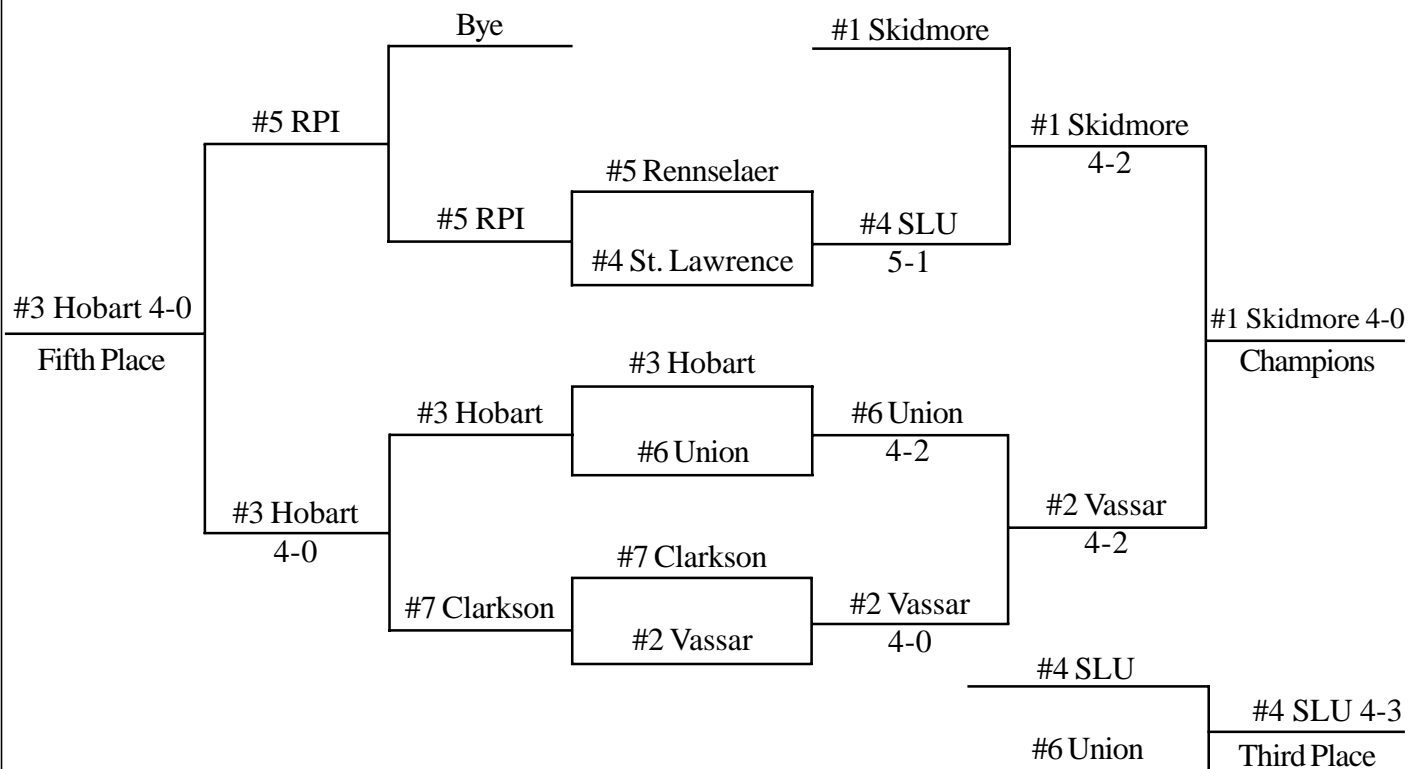 Bye
#1 Skidmore
#5 RPI
#1 Skidmore
4-2
#5 Rennselaer
#5 RPI
#4 SLU
#4 St. Lawrence
5-1
#3 Hobart 4-0
Fifth Place
#1 Skidmore 4-0
Champions
#3 Hobart
#3 Hobart
#6 Union
#6 Union
4-2
#3 Hobart
4-0
#2 Vassar
4-2
#7 Clarkson
#7 Clarkson
#2 Vassar
#2 Vassar
4-0
#4 SLU
#4 SLU 4-3
#6 Union
Third Place